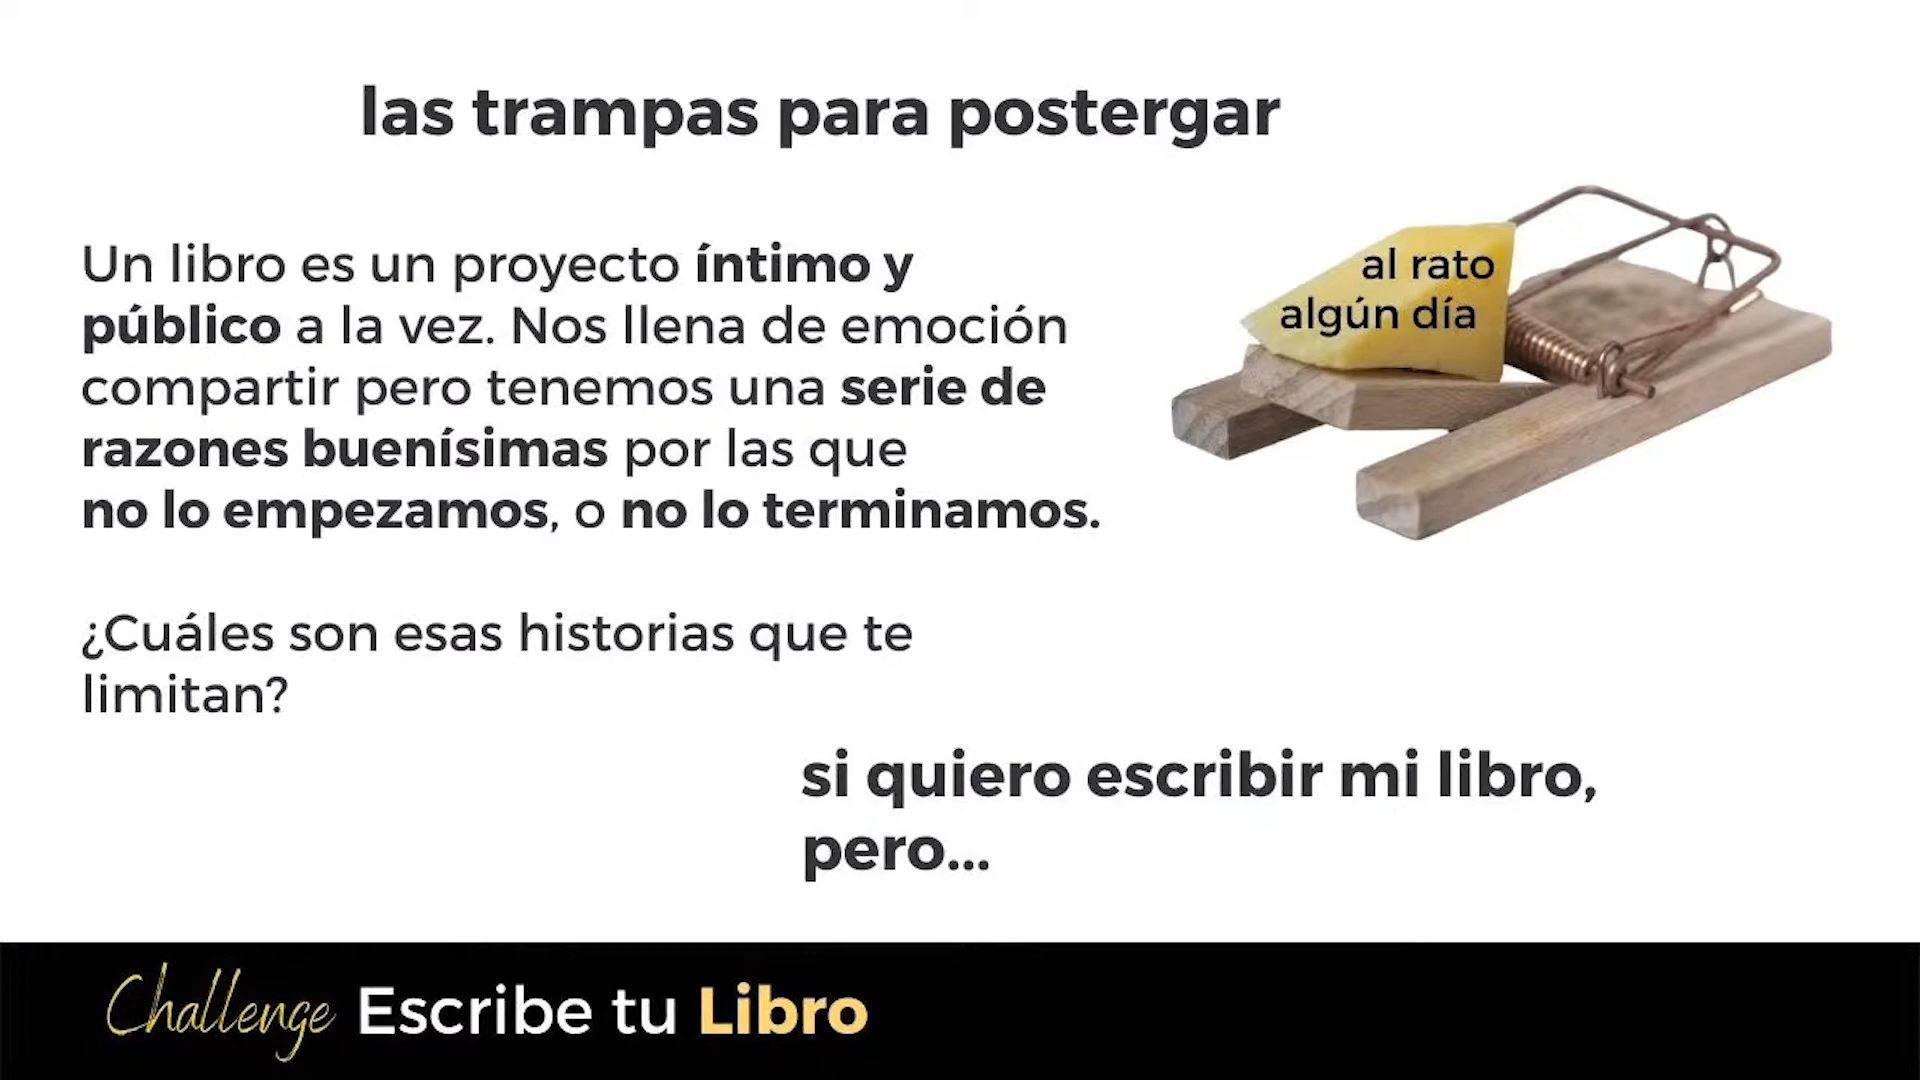 las trampas para postergar
Un libro es un proyecto íntimo y
público a la vez. Nos llena de emoción
compartir pero tenemos una serie de
razones buenísimas por las que
no lo empezamos, o no lo terminamos.
al rato
algún día
¿Cuáles son esas historias que te
limitan?
si quiero escribir mi libro,
pero...
Challenge Escribe tu Libro